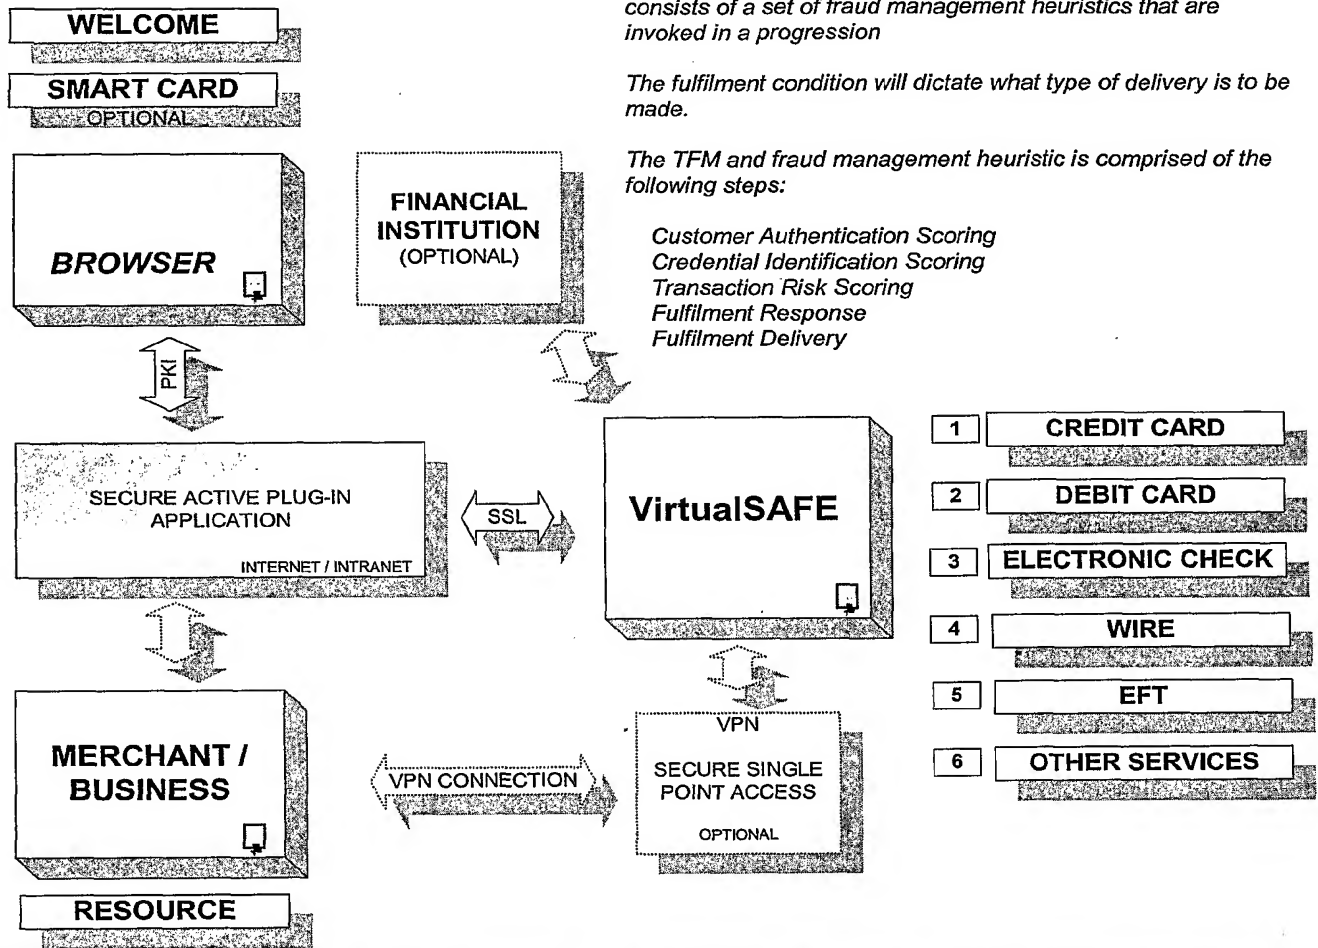 consists of a set of fraud management heuristics that are
invoked in a progression
The fulfilment condition will dictate what type of delivery is to be
made.
The TFM and fraud management heuristic is comprised of the
following steps:
Customer Authentication Scoring
Credential Identification Scoring
Transaction Risk Scoring
Fulfilment Response
Fulfilment Delivery
WELCOME
SMART CARD
OPTIONAL
BROWSER
FINANCIAL
INSTITUTION
(OPTIONAL)
PKI
SECURE ACTIVE PLUG-IN
APPLICATION
INTERNET / INTRANET
SSL
VirtualSAFE
1 CREDIT CARD
2 DEBIT CARD
3 ELECTRONIC CHECK
4 WIRE
5 EFT
6 OTHER SERVICES
MERCHANT /
BUSINESS
VPN CONNECTION
VPN
SECURE SINGLE
POINT ACCESS
OPTIONAL
RESOURCE